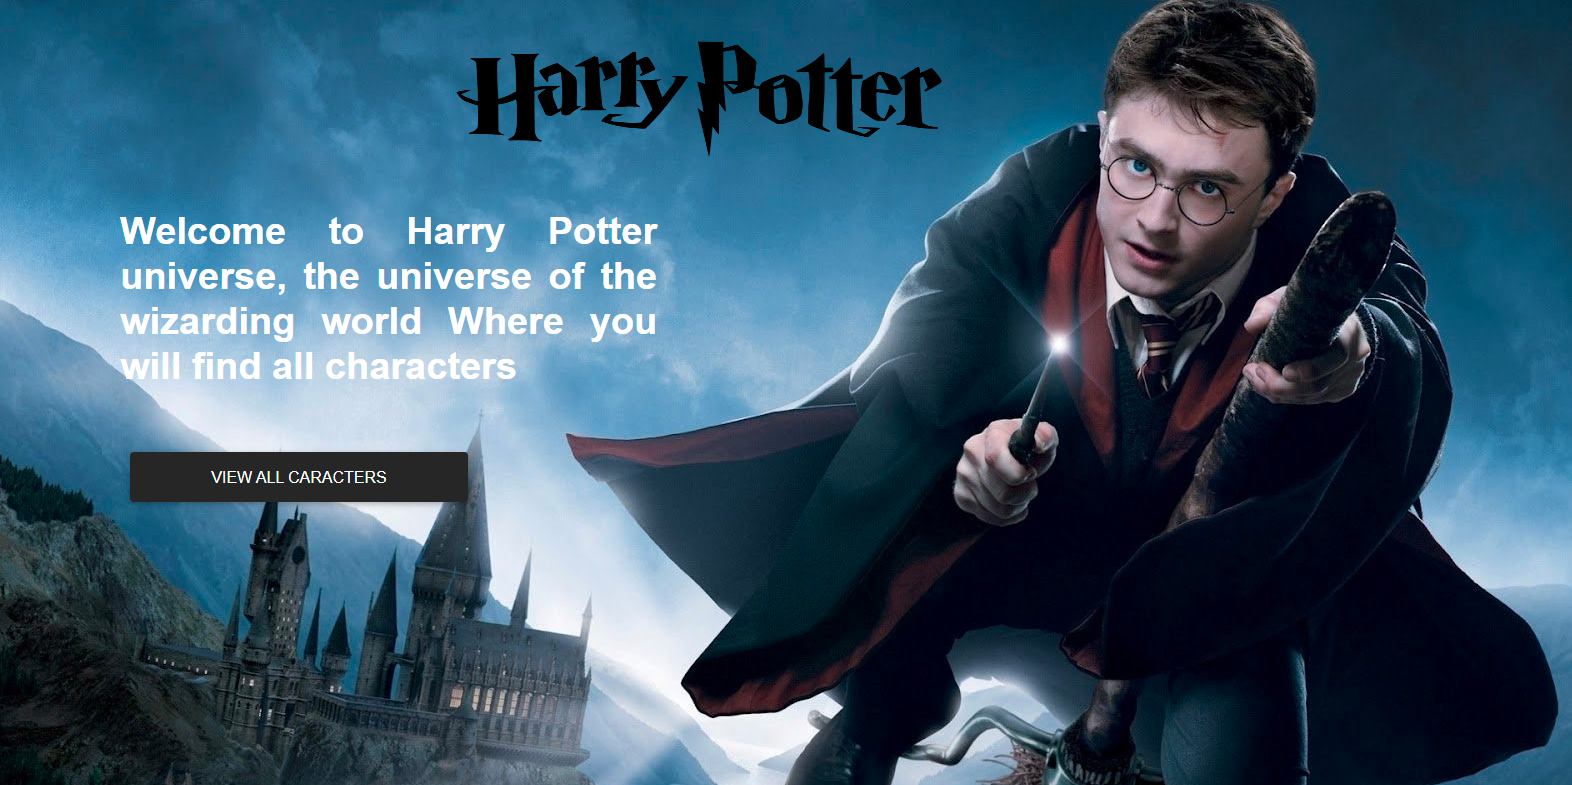 Harry Potter
Welcome to Harry Potter
universe, the universe of the
wizarding world Where you
will find all characters
VIEW ALL CARACTERS